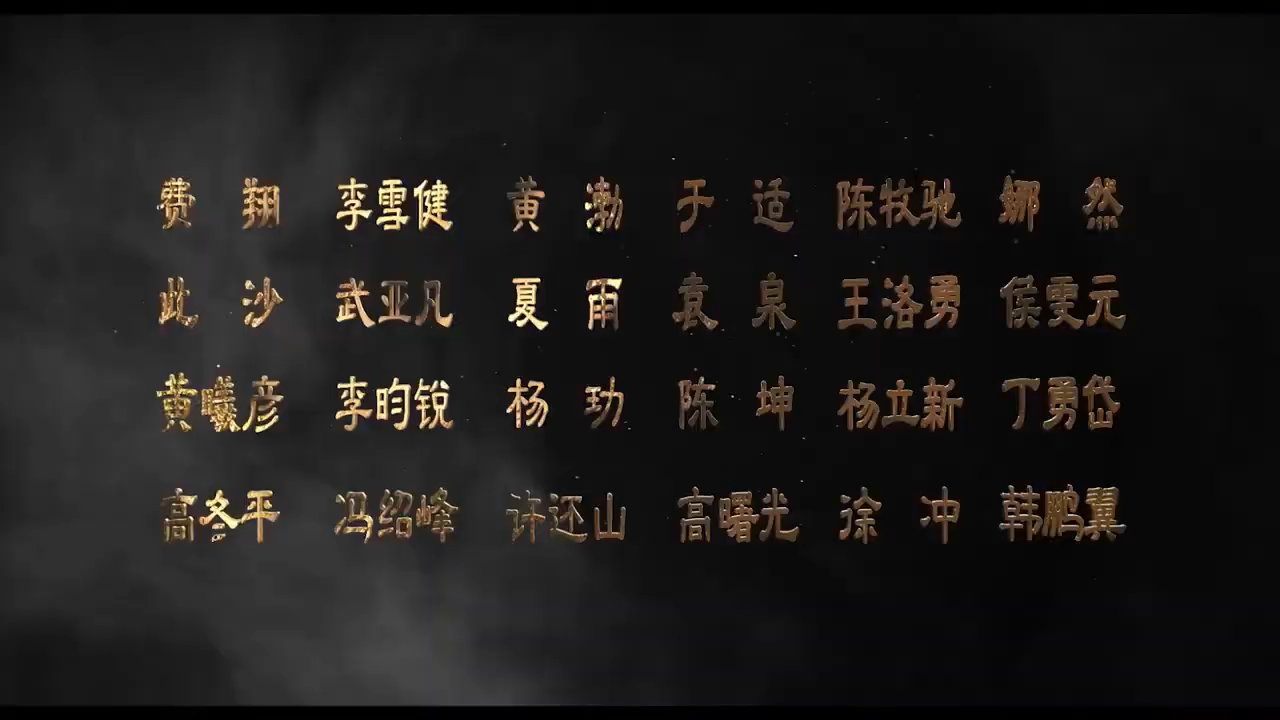 费 翔 李雪健 黄 渤 于 适 陈牧驰 娜 然
此 沙 武亚凡 夏 雨 袁 泉 王洛勇 侯雯元
黄曦彦 李昀锐 杨 玏 陈 坤 杨立新 丁勇岱
高冬平 冯绍峰 许还山 高曙光 徐 冲 韩鹏翼